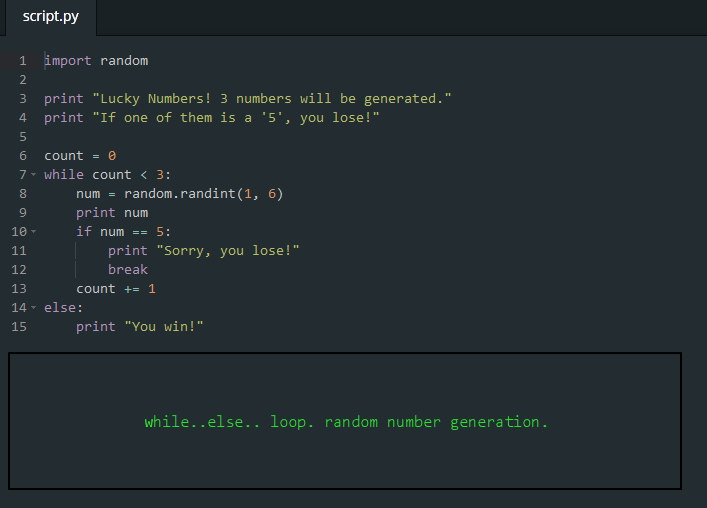 script.py
1 import random
2
3 print "Lucky Numbers! 3 numbers will be generated."
4 print "If one of them is a '5', you lose!"
5
6 count = 0
7 while count < 3:
8     num = random.randint(1, 6)
9     print num
10     if num == 5:
11         print "Sorry, you lose!"
12         break
13     count += 1
14 else:
15     print "You win!"
while..else.. loop. random number generation.